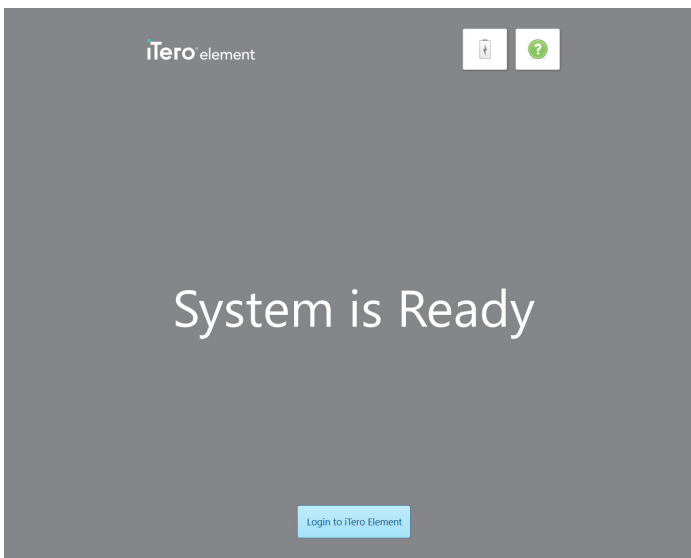 iTero element
?
System is Ready
Login to iTero Element